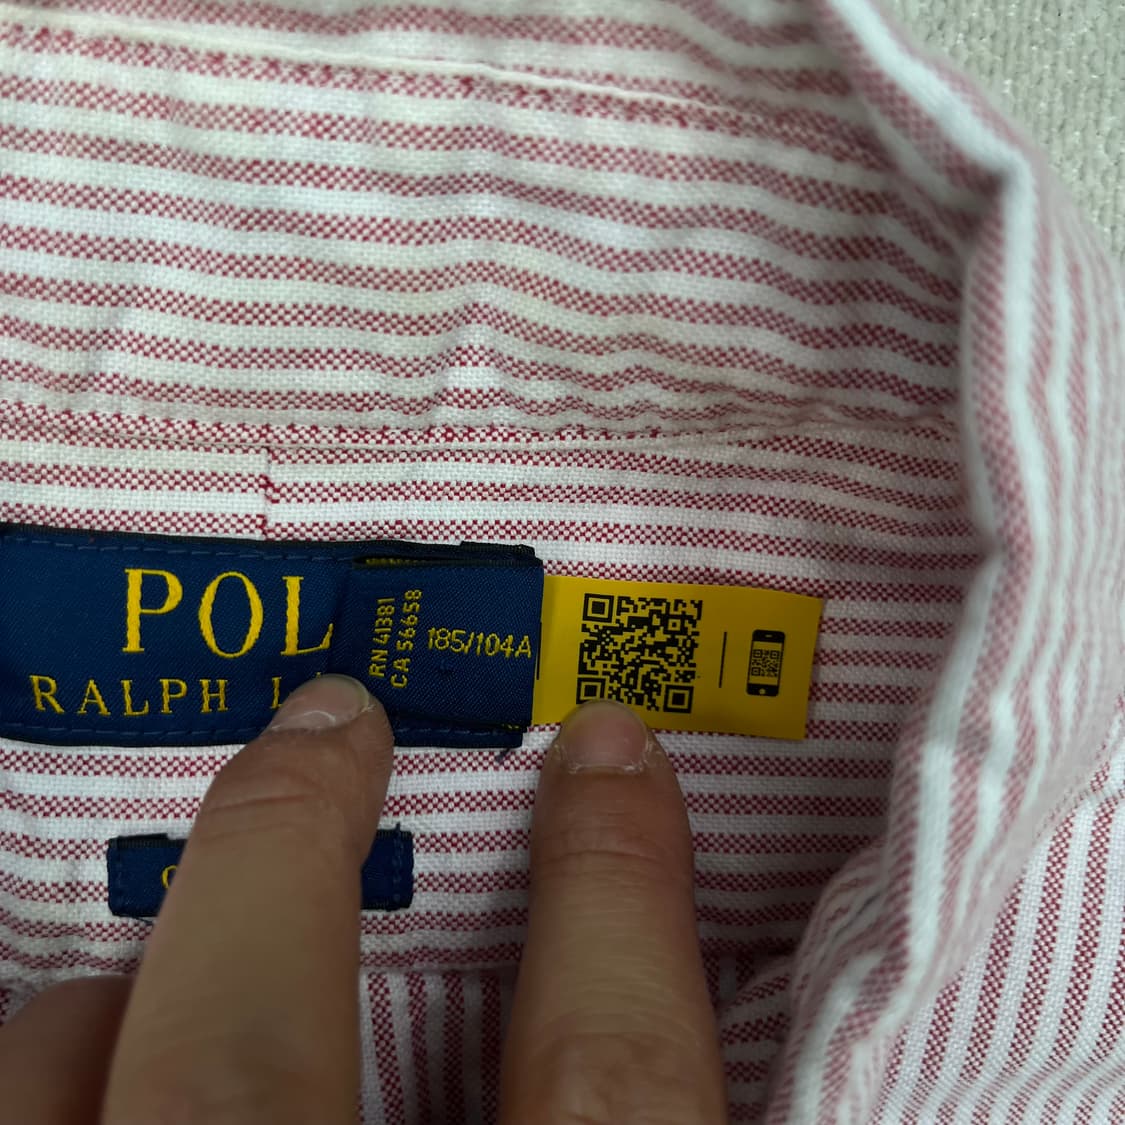 POL
RALPH L
RN 41381
CA 56658
185/104A